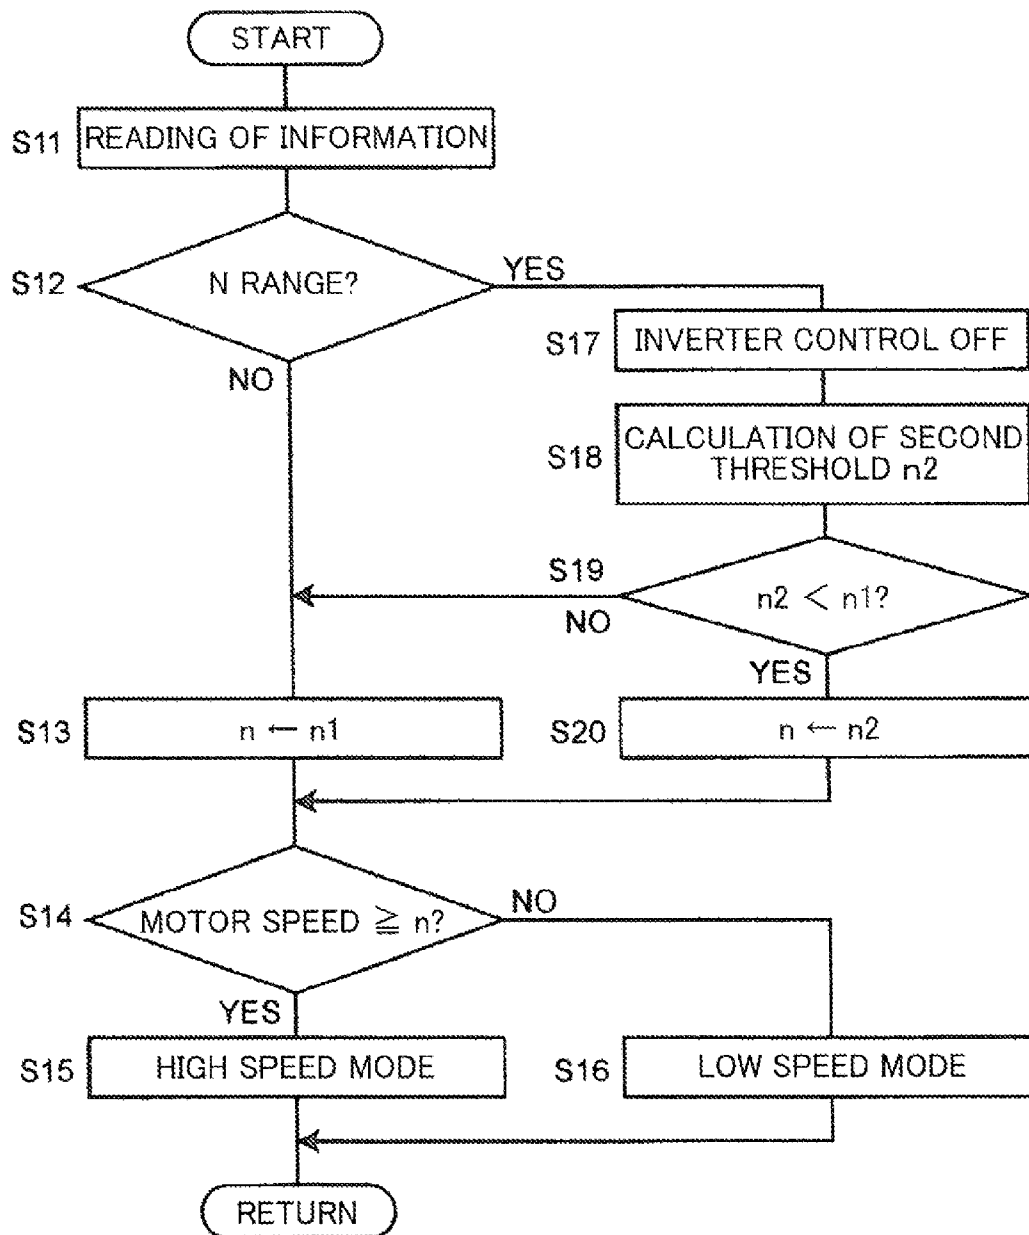 START
S11
READING OF INFORMATION
S12
N RANGE?
YES
NO
S17
INVERTER CONTROL OFF
S18
CALCULATION OF SECOND
THRESHOLD n2
S19
n2 < n1?
NO
YES
S13
n ← n1
S20
n ← n2
S14
MOTOR SPEED ≧ n?
NO
YES
S15
HIGH SPEED MODE
S16
LOW SPEED MODE
RETURN